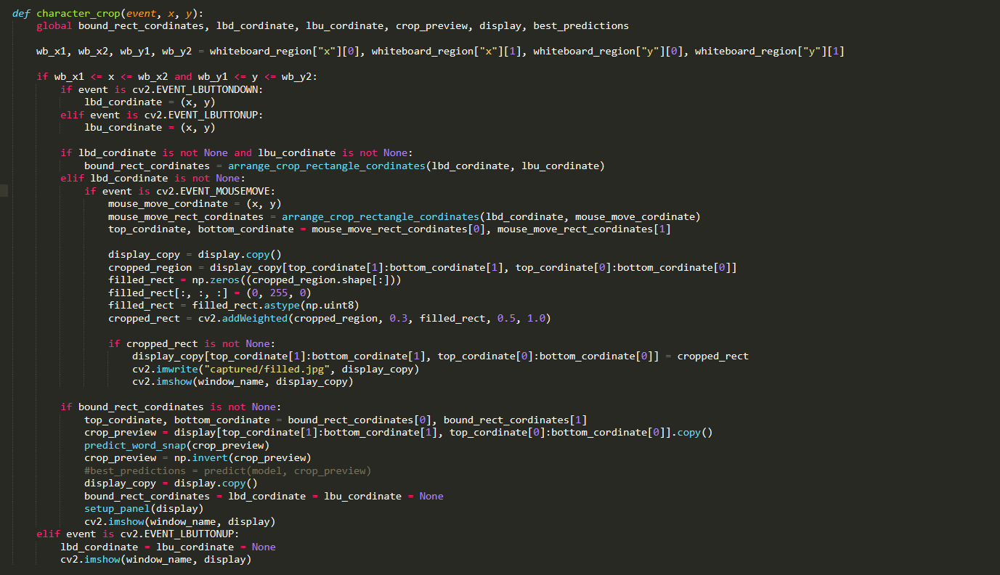 def character_crop(event, x, y):
    global bound_rect_cordinates, lbd_cordinate, lbu_cordinate, crop_preview, display, best_predictions

    wb_x1, wb_x2, wb_y1, wb_y2 = whiteboard_region["x"][0], whiteboard_region["x"][1], whiteboard_region["y"][0], whiteboard_region["y"][1]

    if wb_x1 <= x <= wb_x2 and wb_y1 <= y <= wb_y2:
        if event is cv2.EVENT_LBUTTONDOWN:
            lbd_cordinate = (x, y)
        elif event is cv2.EVENT_LBUTTONUP:
            lbu_cordinate = (x, y)

        if lbd_cordinate is not None and lbu_cordinate is not None:
            bound_rect_cordinates = arrange_crop_rectangle_cordinates(lbd_cordinate, lbu_cordinate)
        elif lbd_cordinate is not None:
            if event is cv2.EVENT_MOUSEMOVE:
                mouse_move_cordinate = (x, y)
                mouse_move_rect_cordinates = arrange_crop_rectangle_cordinates(lbd_cordinate, mouse_move_cordinate)
                top_cordinate, bottom_cordinate = mouse_move_rect_cordinates[0], mouse_move_rect_cordinates[1]

                display_copy = display.copy()
                cropped_region = display_copy[top_cordinate[1]:bottom_cordinate[1], top_cordinate[0]:bottom_cordinate[0]]
                filled_rect = np.zeros((cropped_region.shape[:]))
                filled_rect[:, :, :] = (0, 255, 0)
                filled_rect = filled_rect.astype(np.uint8)
                cropped_rect = cv2.addWeighted(cropped_region, 0.3, filled_rect, 0.5, 1.0)

                if cropped_rect is not None:
                    display_copy[top_cordinate[1]:bottom_cordinate[1], top_cordinate[0]:bottom_cordinate[0]] = cropped_rect
                    cv2.imwrite("captured/filled.jpg", display_copy)
                    cv2.imshow(window_name, display_copy)

        if bound_rect_cordinates is not None:
            top_cordinate, bottom_cordinate = bound_rect_cordinates[0], bound_rect_cordinates[1]
            crop_preview = display[top_cordinate[1]:bottom_cordinate[1], top_cordinate[0]:bottom_cordinate[0]].copy()
            predict_word_snap(crop_preview)
            crop_preview = np.invert(crop_preview)
            #best_predictions = predict(model, crop_preview)
            display_copy = display.copy()
            bound_rect_cordinates = lbd_cordinate = lbu_cordinate = None
            setup_panel(display)
            cv2.imshow(window_name, display)
    elif event is cv2.EVENT_LBUTTONUP:
        lbd_cordinate = lbu_cordinate = None
        cv2.imshow(window_name, display)